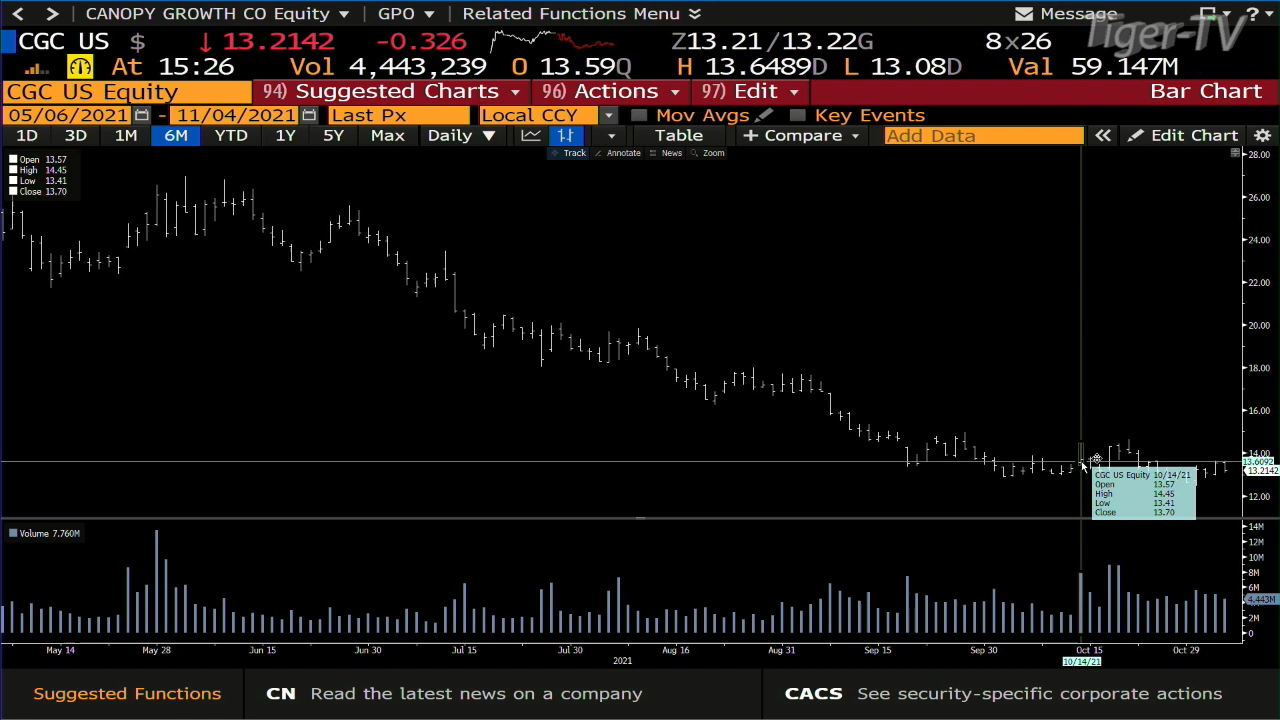 CANOPY GROWTH CO Equity GPO Related Functions Menu Message ?
Tiger-TV
CGC US $ ↓ 13.2142 -0.326 Z13.21/13.22G 8x26
At 15:26 Vol 4,443,239 O 13.59Q H 13.6489D L 13.08D Val 59.147M
CGC US Equity 94) Suggested Charts 96) Actions 97) Edit Bar Chart
05/06/2021 - 11/04/2021 Last Px Local CCY Mov Avgs Key Events
1D 3D 1M 6M YTD 1Y 5Y Max Daily ▼ Table + Compare Add Data « Edit Chart
Track Annotate News Zoom
Open 13.57
High 14.45
Low 13.41
Close 13.70
28.00
26.00
24.00
22.00
20.00
18.00
16.00
14.00
13.6092
13.2142
12.00
CGC US Equity 10/14/21
Open 13.57
High 14.45
Low 13.41
Close 13.70
Volume 7.760M
14M
12M
10M
8M
6M
4.443M
2M
0
May 14 May 28 Jun 15 Jun 30 Jul 15 Jul 30 Aug 16 Aug 31 Sep 15 Sep 30 Oct 15 Oct 29
2021 10/14/21
Suggested Functions CN Read the latest news on a company CACS See security-specific corporate actions